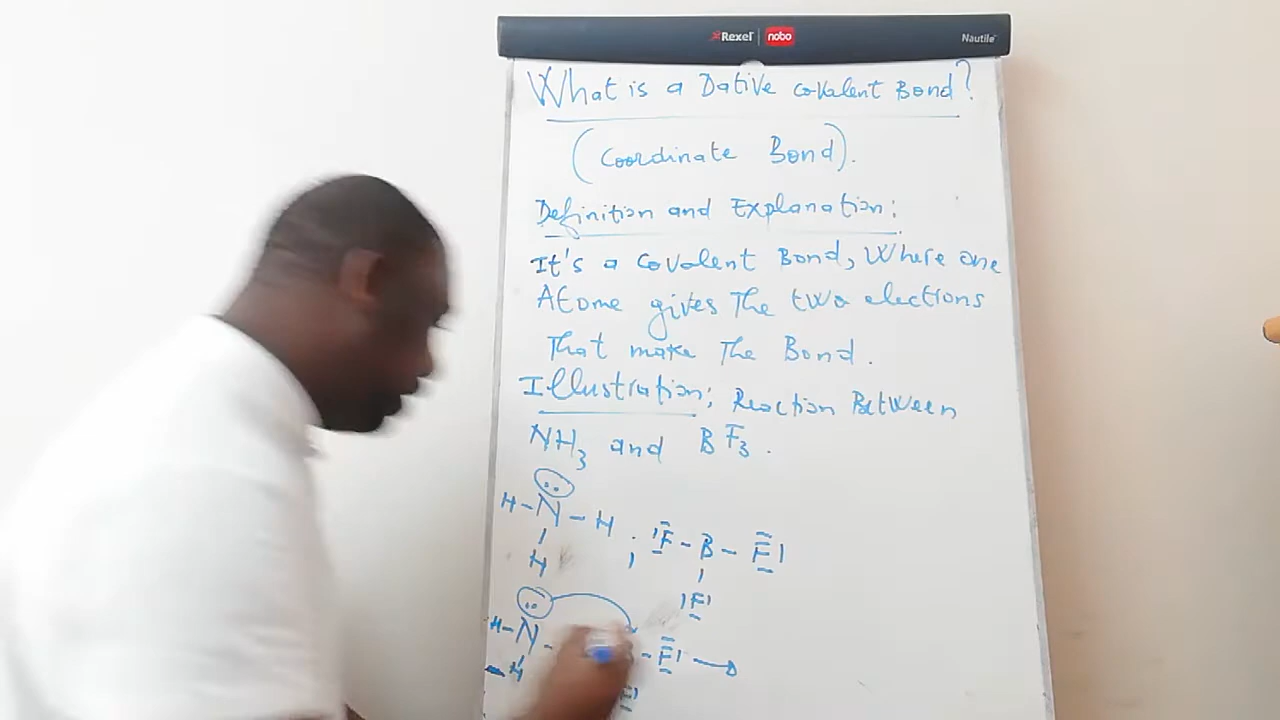 Rexel nobo Nautile
What is a Dative covalent Bond?
(Coordinate Bond).
Definition and Explanation:
It's a covalent Bond, Where one
Atome gives The two elections
That make The Bond.
Illustration; Reaction Between
NH3 and BF3.
H-N-H ; F-B-F
H F
H-N -F →
H F